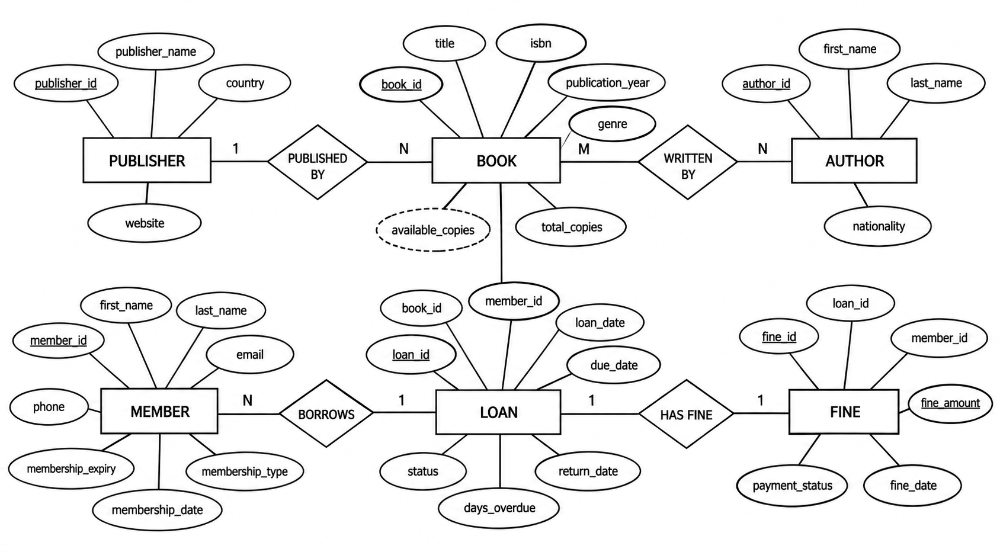 title
isbn
publisher_name
first_name
publisher_id
country
book_id
publication_year
author_id
last_name
genre
1
N
M
N
PUBLISHER
PUBLISHED
BY
BOOK
WRITTEN
BY
AUTHOR
website
available_copies
total_copies
nationality
first_name
last_name
book_id
member_id
loan_id
loan_date
member_id
email
loan_id
due_date
fine_id
member_id
phone
N
1
1
1
fine_amount
MEMBER
BORROWS
LOAN
HAS FINE
FINE
membership_expiry
membership_type
status
return_date
payment_status
fine_date
membership_date
days_overdue